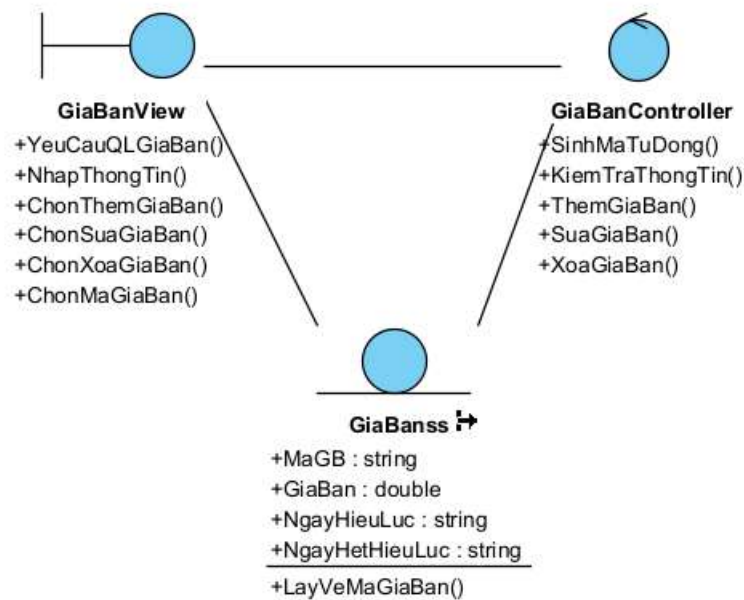 GiaBanView
+YeuCauQLGiaBan()
+NhapThongTin()
+ChonThemGiaBan()
+ChonSuaGiaBan()
+ChonXoaGiaBan()
+ChonMaGiaBan()
GiaBanController
+SinhMaTuDong()
+KiemTraThongTin()
+ThemGiaBan()
+SuaGiaBan()
+XoaGiaBan()
GiaBanss
+MaGB : string
+GiaBan : double
+NgayHieuLuc : string
+NgayHetHieuLuc : string
+LayVeMaGiaBan()